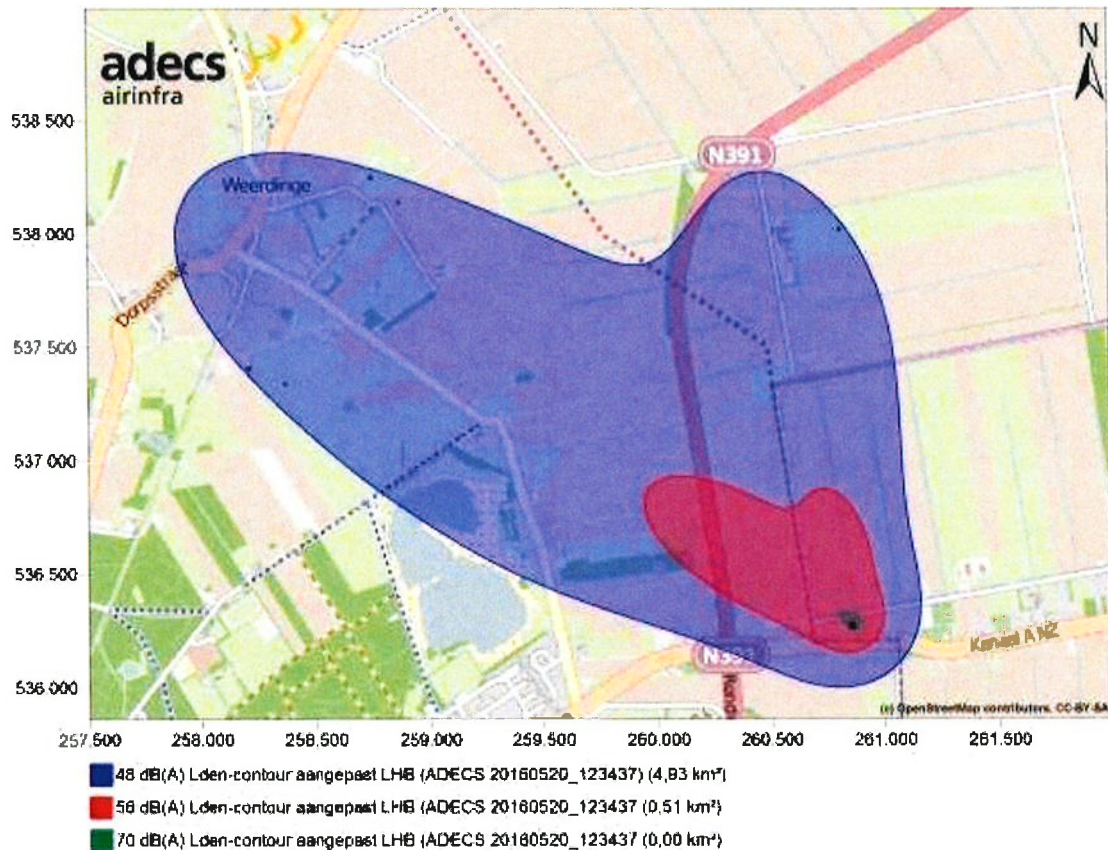 adecs
airinfra
N
538 500
N391
Weerdinge
538 000
Dorpsstraat
537 500
537 000
536 500
Kanaal A NZ
N391
536 000
Rond
(c) OpenStreetMap contributors, CC-BY-SA
257.500 258.000 258.500 259.000 259.500 260.000 260.500 261.000 261.500
48 dB(A) Lden-contour aangepast LHB (ADECS 20160520_123437) (4,93 km²)
56 dB(A) Lden-contour aangepast LHB (ADECS 20160520_123437 (0,51 km²)
70 dB(A) Lden-contour aangepast LHB (ADECS 20160520_123437 (0,00 km²)